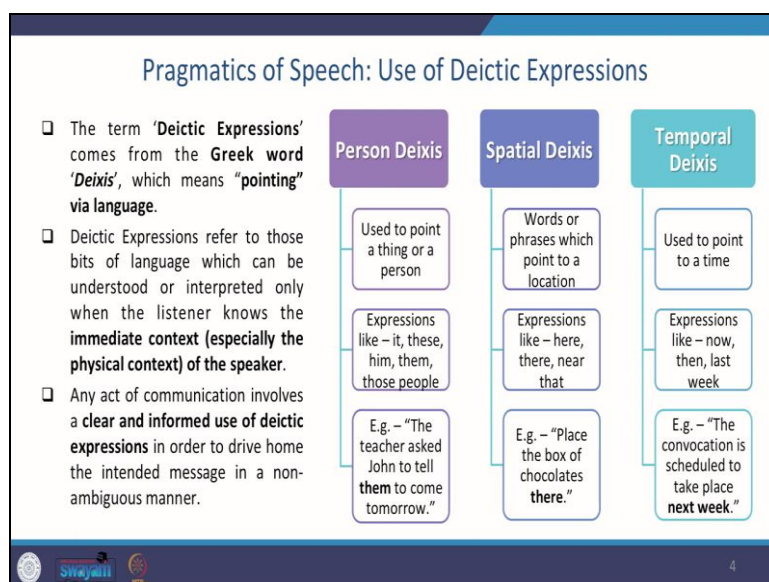 Pragmatics of Speech: Use of Deictic Expressions
❑ The term ‘Deictic Expressions’
comes from the Greek word
‘Deixis’, which means “pointing”
via language.
❑ Deictic Expressions refer to those
bits of language which can be
understood or interpreted only
when the listener knows the
immediate context (especially the
physical context) of the speaker.
❑ Any act of communication involves
a clear and informed use of deictic
expressions in order to drive home
the intended message in a non-
ambiguous manner.
Person Deixis
Used to point
a thing or a
person
Expressions
like – it, these,
him, them,
those people
E.g. – “The
teacher asked
John to tell
them to come
tomorrow.”
Spatial Deixis
Words or
phrases which
point to a
location
Expressions
like – here,
there, near
that
E.g. – “Place
the box of
chocolates
there.”
Temporal
Deixis
Used to point
to a time
Expressions
like – now,
then, last
week
E.g. – “The
convocation is
scheduled to
take place
next week.”
swayam
4